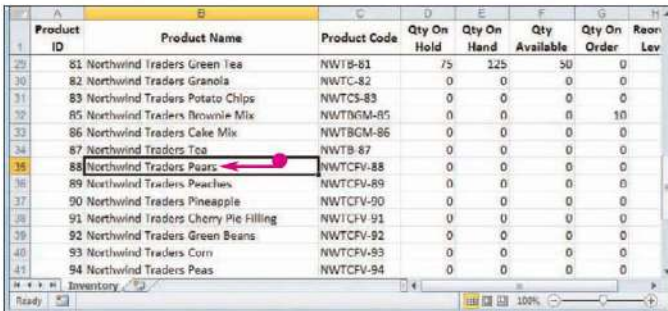 A B C D E F G H
1 Product ID Product Name Product Code Qty On Hold Qty On Hand Qty Available Qty On Order Reor Lev
29 81 Northwind Traders Green Tea NWTB-81 75 125 50 0
30 82 Northwind Traders Granola NWTC-82 0 0 0 0
31 83 Northwind Traders Potato Chips NWTCS-83 0 0 0 0
32 85 Northwind Traders Brownie Mix NWTBGM-85 0 0 0 10
33 86 Northwind Traders Cake Mix NWTBGM-86 0 0 0 0
34 87 Northwind Traders Tea NWTB-87 0 0 0 0
35 88 Northwind Traders Pears NWTCFV-88 0 0 0 0
36 89 Northwind Traders Peaches NWTCFV-89 0 0 0 0
37 90 Northwind Traders Pineapple NWTCFV-90 0 0 0 0
38 91 Northwind Traders Cherry Pie Filling NWTCFV-91 0 0 0 0
39 92 Northwind Traders Green Beans NWTCFV-92 0 0 0 0
40 93 Northwind Traders Corn NWTCFV-93 0 0 0 0
41 94 Northwind Traders Peas NWTCFV-94 0 0 0 0
Inventory
Ready 100%